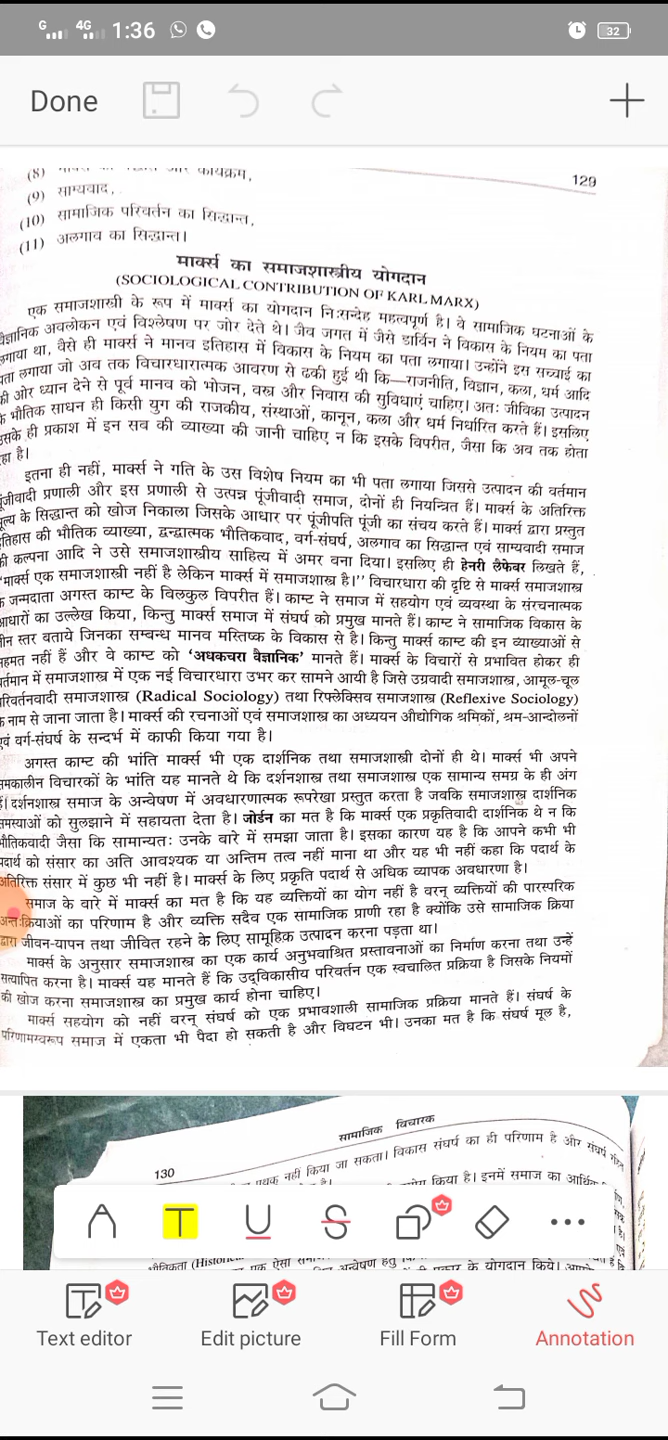 G 4G 1:36 32
Done
129
(8) कार्यक्रम,
(9) साम्यवाद,
(10) सामाजिक परिवर्तन का सिद्धान्त,
(11) अलगाव का सिद्धान्त।
मार्क्स का समाजशास्त्रीय योगदान
(SOCIOLOGICAL CONTRIBUTION OF KARL MARX)
एक समाजशास्त्री के रूप में मार्क्स का योगदान निःसन्देह महत्वपूर्ण है। वे सामाजिक घटनाओं के
वैज्ञानिक अवलोकन एवं विश्लेषण पर जोर देते थे। जैव जगत में जैसे डार्विन ने विकास के नियम का पता
लगाया था, वैसे ही मार्क्स ने मानव इतिहास में विकास के नियम का पता लगाया। उन्होंने इस सच्चाई का
पता लगाया जो अब तक विचारधारात्मक आवरण से ढकी हुई थी कि—राजनीति, विज्ञान, कला, धर्म आदि
की ओर ध्यान देने से पूर्व मानव को भोजन, वस्त्र और निवास की सुविधाएं चाहिए। अतः जीविका उत्पादन
के भौतिक साधन ही किसी युग की राजकीय, संस्थाओं, कानून, कला और धर्म निर्धारित करते हैं। इसलिए
उसके ही प्रकाश में इन सब की व्याख्या की जानी चाहिए न कि इसके विपरीत, जैसा कि अब तक होता
रहा है।
इतना ही नहीं, मार्क्स ने गति के उस विशेष नियम का भी पता लगाया जिससे उत्पादन की वर्तमान
पूंजीवादी प्रणाली और इस प्रणाली से उत्पन्न पूंजीवादी समाज, दोनों ही नियन्त्रित हैं। मार्क्स के अतिरिक्त
मूल्य के सिद्धान्त को खोज निकाला जिसके आधार पर पूंजीपति पूंजी का संचय करते हैं। मार्क्स द्वारा प्रस्तुत
इतिहास की भौतिक व्याख्या, द्वन्द्वात्मक भौतिकवाद, वर्ग-संघर्ष, अलगाव का सिद्धान्त एवं साम्यवादी समाज
की कल्पना आदि ने उसे समाजशास्त्रीय साहित्य में अमर बना दिया। इसलिए ही हेनरी लैफेवर लिखते हैं,
"मार्क्स एक समाजशास्त्री नहीं है लेकिन मार्क्स में समाजशास्त्र है।" विचारधारा की दृष्टि से मार्क्स समाजशास्त्र
के जन्मदाता अगस्त काम्ट के विलकुल विपरीत हैं। काम्ट ने समाज में सहयोग एवं व्यवस्था के संरचनात्मक
आधारों का उल्लेख किया, किन्तु मार्क्स समाज में संघर्ष को प्रमुख मानते हैं। काम्ट ने सामाजिक विकास के
तीन स्तर बताये जिनका सम्बन्ध मानव मस्तिष्क के विकास से है। किन्तु मार्क्स काम्ट की इन व्याख्याओं से
सहमत नहीं हैं और वे काम्ट को 'अधकचरा वैज्ञानिक' मानते हैं। मार्क्स के विचारों से प्रभावित होकर ही
वर्तमान में समाजशास्त्र में एक नई विचारधारा उभर कर सामने आयी है जिसे उग्रवादी समाजशास्त्र, आमूल-चूल
परिवर्तनवादी समाजशास्त्र (Radical Sociology) तथा रिफ्लेक्सिव समाजशास्त्र (Reflexive Sociology)
के नाम से जाना जाता है। मार्क्स की रचनाओं एवं समाजशास्त्र का अध्ययन औद्योगिक श्रमिकों, श्रम-आन्दोलनों
एवं वर्ग-संघर्ष के सन्दर्भ में काफी किया गया है।
अगस्त काम्ट की भांति मार्क्स भी एक दार्शनिक तथा समाजशास्त्री दोनों ही थे। मार्क्स भी अपने
समकालीन विचारकों के भांति यह मानते थे कि दर्शनशास्त्र तथा समाजशास्त्र एक सामान्य समग्र के ही अंग
हैं। दर्शनशास्त्र समाज के अन्वेषण में अवधारणात्मक रूपरेखा प्रस्तुत करता है जबकि समाजशास्त्र दार्शनिक
समस्याओं को सुलझाने में सहायता देता है। जोर्डन का मत है कि मार्क्स एक प्रकृतिवादी दार्शनिक थे न कि
भौतिकवादी जैसा कि सामान्यतः उनके बारे में समझा जाता है। इसका कारण यह है कि आपने कभी भी
पदार्थ को संसार का अति आवश्यक या अन्तिम तत्व नहीं माना था और यह भी नहीं कहा कि पदार्थ के
अतिरिक्त संसार में कुछ भी नहीं है। मार्क्स के लिए प्रकृति पदार्थ से अधिक व्यापक अवधारणा है।
समाज के वारे में मार्क्स का मत है कि यह व्यक्तियों का योग नहीं है वरन् व्यक्तियों की पारस्परिक
अन्तःक्रियाओं का परिणाम है और व्यक्ति सदैव एक सामाजिक प्राणी रहा है क्योंकि उसे सामाजिक क्रिया
द्वारा जीवन-यापन तथा जीवित रहने के लिए सामूहिक उत्पादन करना पड़ता था।
मार्क्स के अनुसार समाजशास्त्र का एक कार्य अनुभवाश्रित प्रस्तावनाओं का निर्माण करना तथा उन्हें
सत्यापित करना है। मार्क्स यह मानते हैं कि उद्विकासीय परिवर्तन एक स्वचालित प्रक्रिया है जिसके नियमों
की खोज करना समाजशास्त्र का प्रमुख कार्य होना चाहिए।
मार्क्स सहयोग को नहीं वरन् संघर्ष को एक प्रभावशाली सामाजिक प्रक्रिया मानते हैं। संघर्ष के
परिणामस्वरूप समाज में एकता भी पैदा हो सकती है और विघटन भी। उनका मत है कि संघर्ष मूल है,
सामाजिक विचारक
130
नहीं किया जा सकता। विकास संघर्ष का ही परिणाम है और संघर्ष
किया है। इनमें समाज का
एक ऐसा
के योगदान किये।
Text editor
Edit picture
Fill Form
Annotation